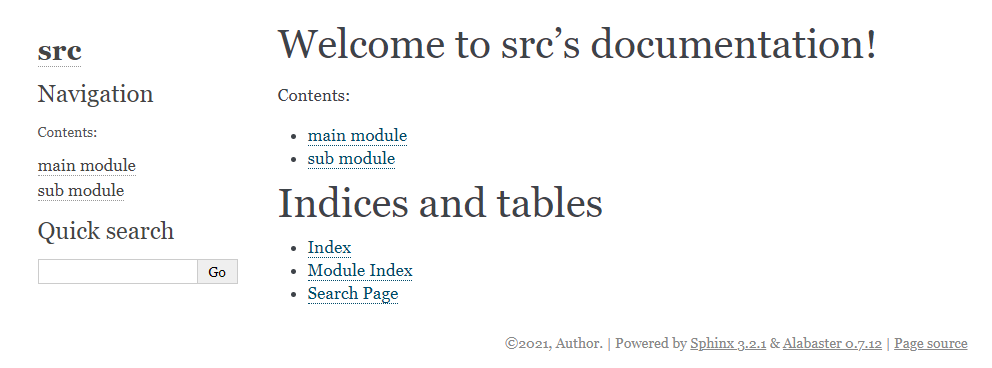 src
Navigation
Contents:
main module
sub module
Quick search
Go
Welcome to src’s documentation!
Contents:
• main module
• sub module
Indices and tables
• Index
• Module Index
• Search Page
©2021, Author. | Powered by Sphinx 3.2.1 & Alabaster 0.7.12 | Page source